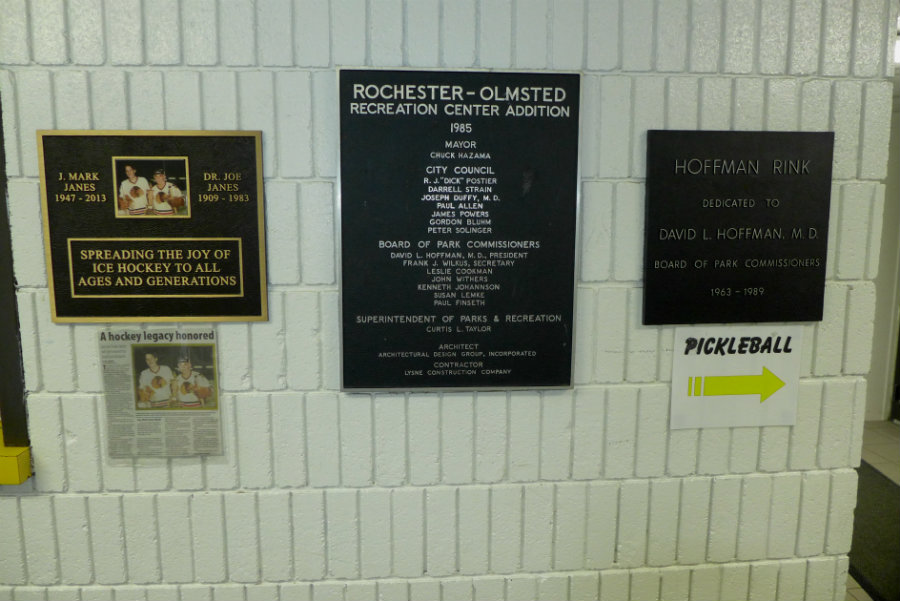 J. MARK
JANES
1947 - 2013
DR. JOE
JANES
1909 - 1983
SPREADING THE JOY OF
ICE HOCKEY TO ALL
AGES AND GENERATIONS
A hockey legacy honored
ROCHESTER - OLMSTED
RECREATION CENTER ADDITION
1985
MAYOR
CHUCK HAZAMA
CITY COUNCIL
R. J. "DICK" POSTIER
DARRELL STRAIN
JOSEPH DUFFY, M. D.
PAUL ALLEN
JAMES POWERS
GORDON BLUHM
PETER SOLINGER
BOARD OF PARK COMMISSIONERS
DAVID L. HOFFMAN, M.D., PRESIDENT
FRANK J. WILKUS, SECRETARY
LESLIE COOKMAN
JOHN WITHERS
KENNETH JOHANNSON
SUSAN LEMKE
PAUL FINSETH
SUPERINTENDENT OF PARKS & RECREATION
CURTIS L. TAYLOR
ARCHITECT
ARCHITECTURAL DESIGN GROUP, INCORPORATED
CONTRACTOR
LYSNE CONSTRUCTION COMPANY
HOFFMAN RINK
DEDICATED TO
DAVID L. HOFFMAN, M.D.
BOARD OF PARK COMMISSIONERS
1963 - 1989
PICKLEBALL